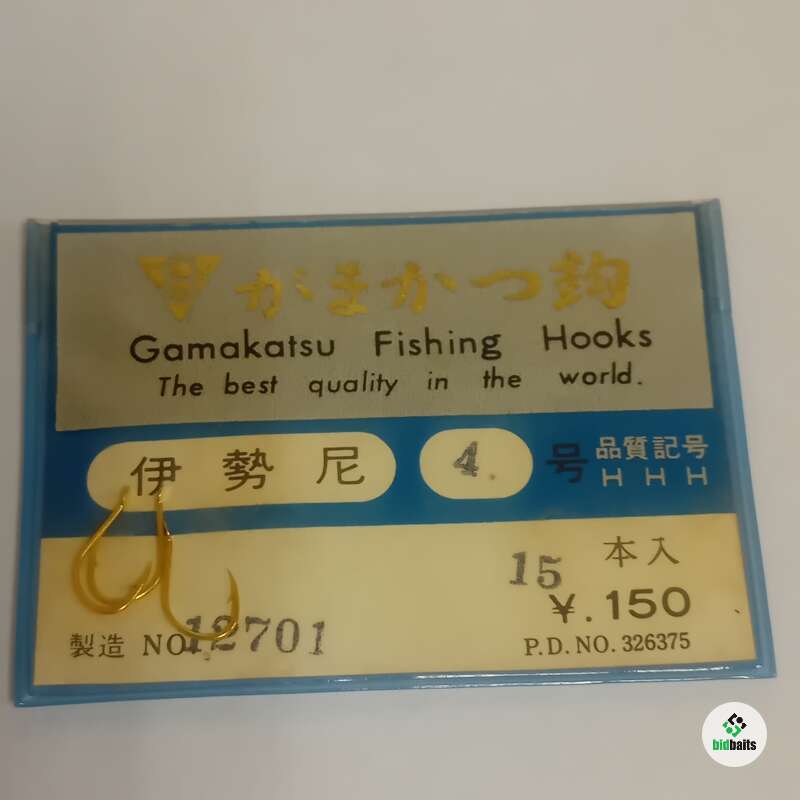 がまかつ鈎
Gamakatsu Fishing Hooks
The best quality in the world.
伊勢尼 4. 号 品質記号
H H H
15 本入
¥.150
製造 NO 12701
P.D. NO. 326375
bidbaits